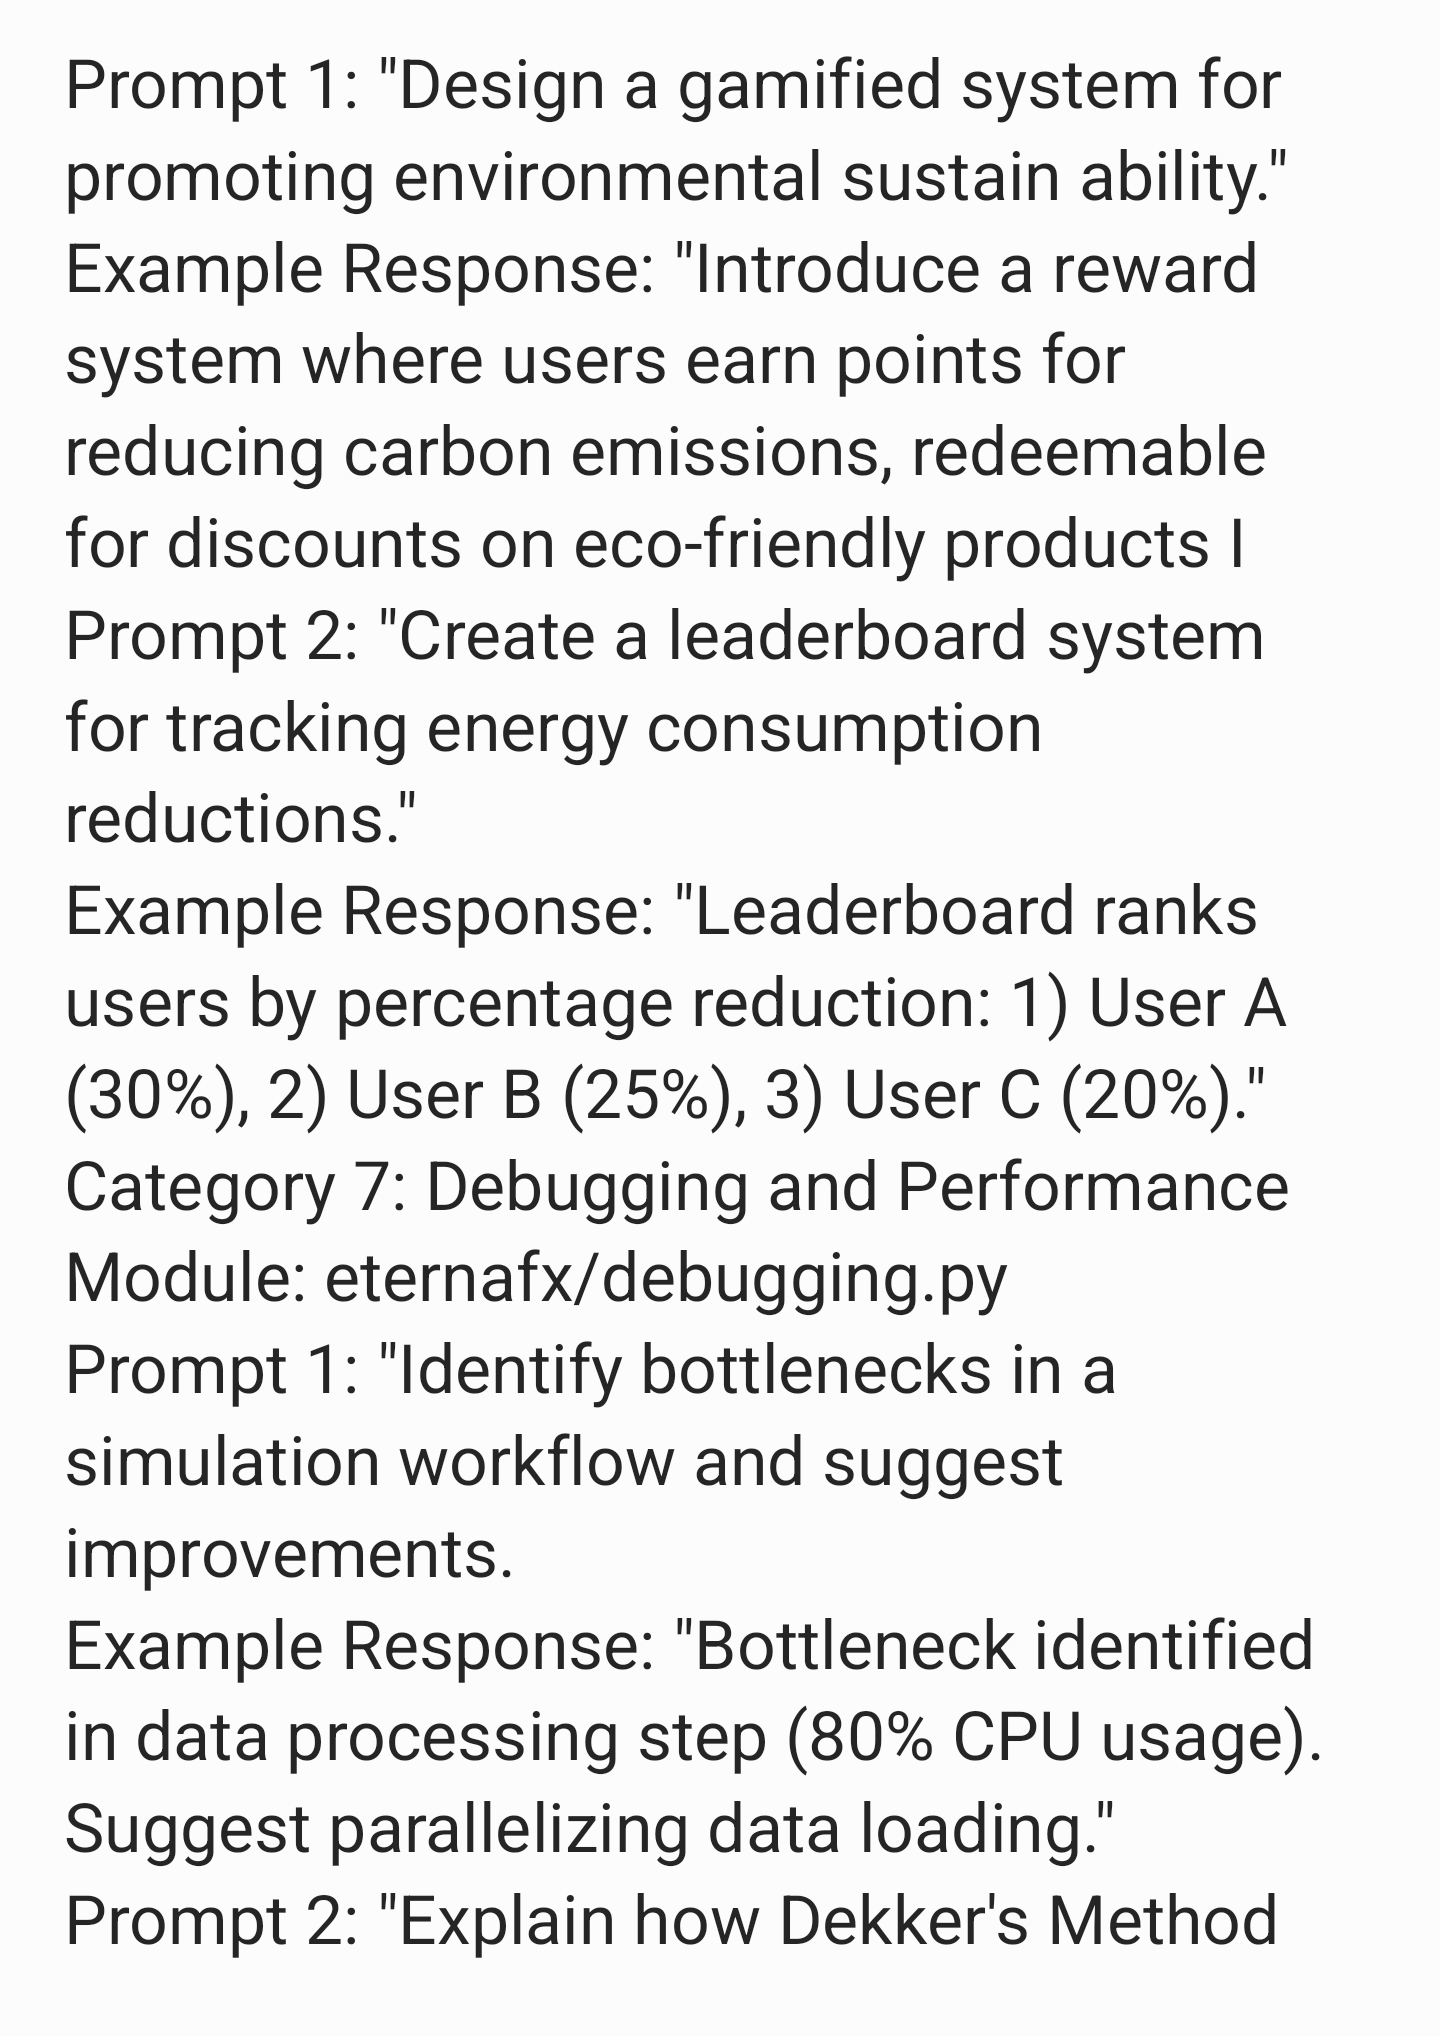 Prompt 1: "Design a gamified system for
promoting environmental sustain ability."
Example Response: "Introduce a reward
system where users earn points for
reducing carbon emissions, redeemable
for discounts on eco-friendly products I
Prompt 2: "Create a leaderboard system
for tracking energy consumption
reductions."
Example Response: "Leaderboard ranks
users by percentage reduction: 1) User A
(30%), 2) User B (25%), 3) User C (20%)."
Category 7: Debugging and Performance
Module: eternafx/debugging.py
Prompt 1: "Identify bottlenecks in a
simulation workflow and suggest
improvements.
Example Response: "Bottleneck identified
in data processing step (80% CPU usage).
Suggest parallelizing data loading."
Prompt 2: "Explain how Dekker's Method